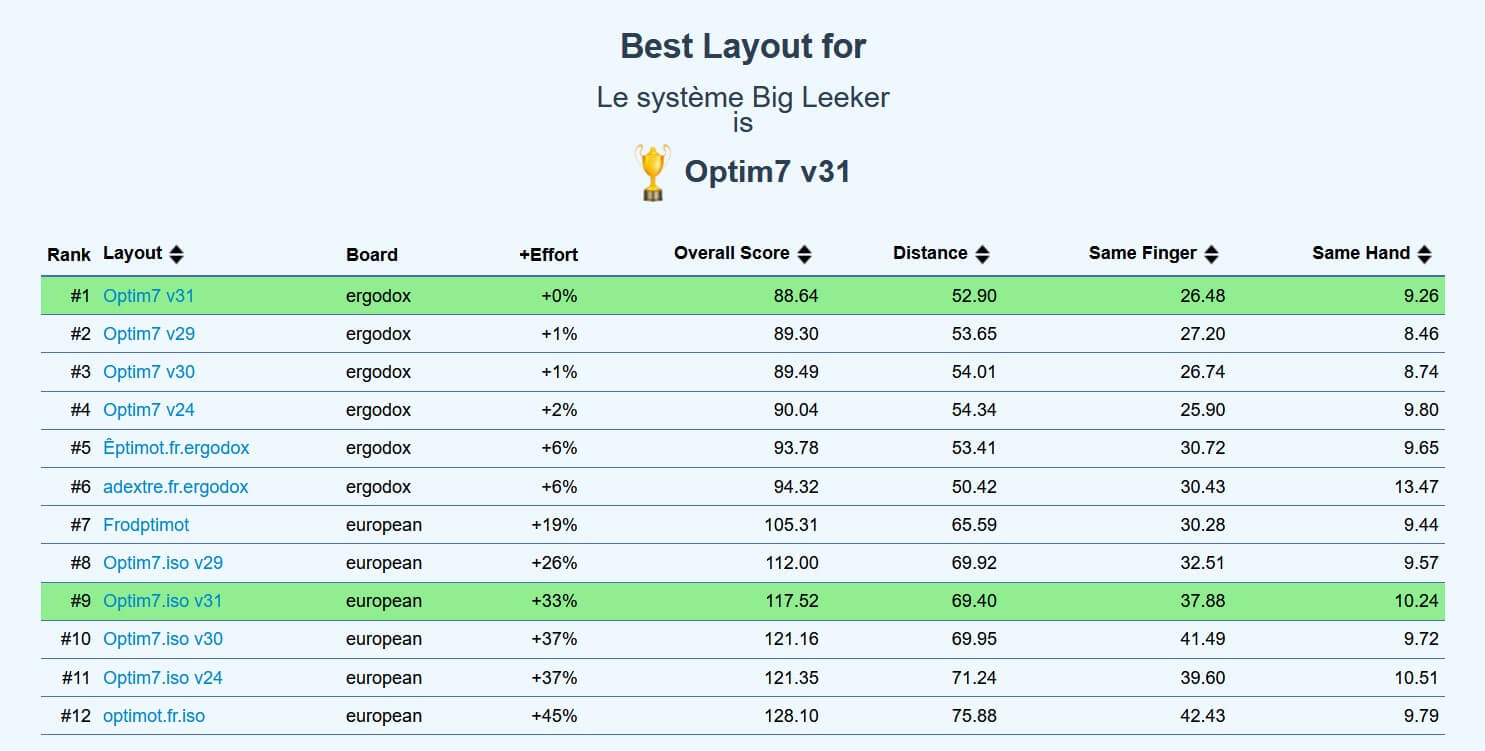 Best Layout for
Le système Big Leeker
is
Optim7 v31
Rank Layout Board +Effort Overall Score Distance Same Finger Same Hand
#1 Optim7 v31 ergodox +0% 88.64 52.90 26.48 9.26
#2 Optim7 v29 ergodox +1% 89.30 53.65 27.20 8.46
#3 Optim7 v30 ergodox +1% 89.49 54.01 26.74 8.74
#4 Optim7 v24 ergodox +2% 90.04 54.34 25.90 9.80
#5 Êptimot.fr.ergodox ergodox +6% 93.78 53.41 30.72 9.65
#6 adextre.fr.ergodox ergodox +6% 94.32 50.42 30.43 13.47
#7 Frodptimot european +19% 105.31 65.59 30.28 9.44
#8 Optim7.iso v29 european +26% 112.00 69.92 32.51 9.57
#9 Optim7.iso v31 european +33% 117.52 69.40 37.88 10.24
#10 Optim7.iso v30 european +37% 121.16 69.95 41.49 9.72
#11 Optim7.iso v24 european +37% 121.35 71.24 39.60 10.51
#12 optimot.fr.iso european +45% 128.10 75.88 42.43 9.79